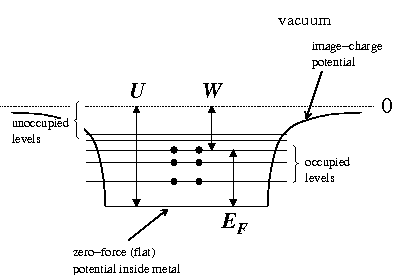 vacuum
image-charge
potential
U
W
0
unoccupied
levels
occupied
levels
E_F
zero-force (flat)
potential inside metal